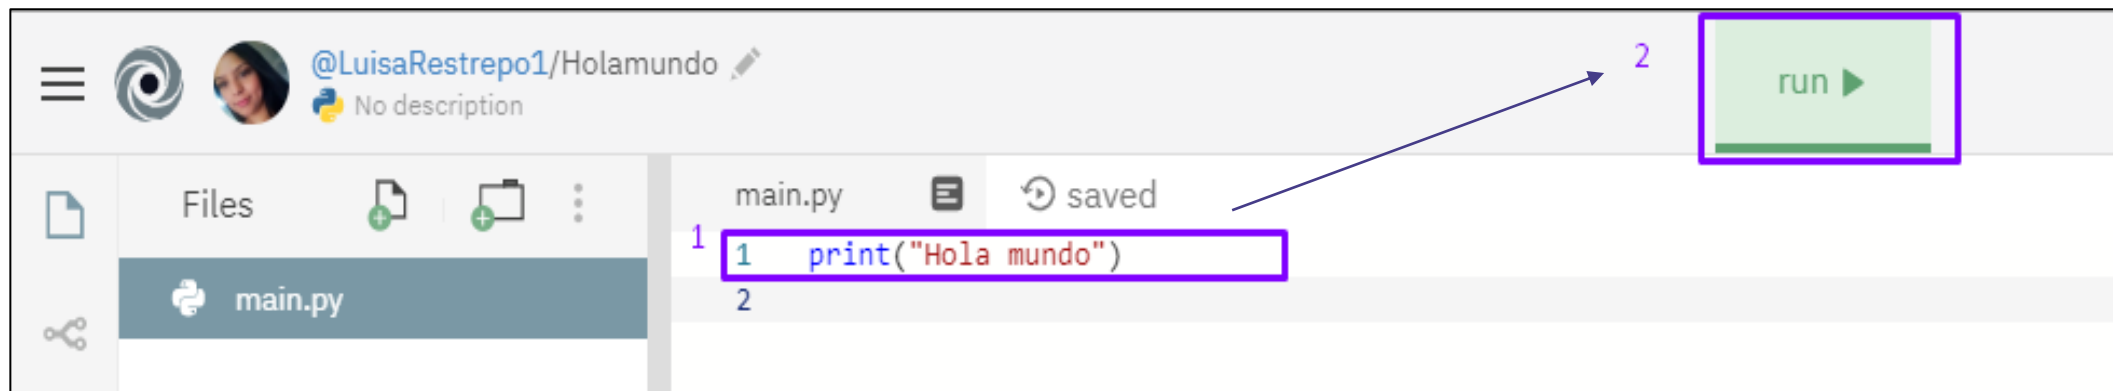 @LuisaRestrepo1/Holamundo
No description
2
run
Files
main.py
saved
1
1 print("Hola mundo")
2
main.py